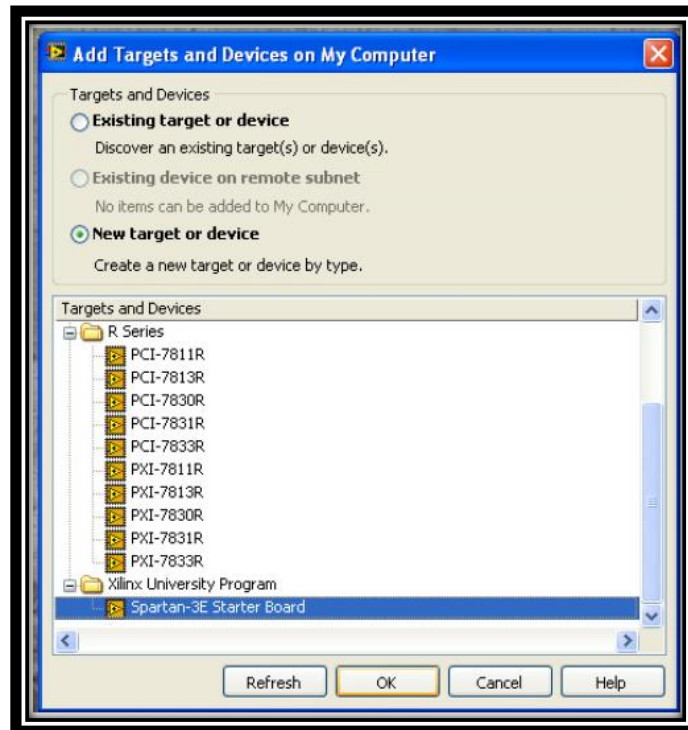 Add Targets and Devices on My Computer
Targets and Devices
Existing target or device
Discover an existing target(s) or device(s).
Existing device on remote subnet
No items can be added to My Computer.
New target or device
Create a new target or device by type.
Targets and Devices
R Series
PCI-7811R
PCI-7813R
PCI-7830R
PCI-7831R
PCI-7833R
PXI-7811R
PXI-7813R
PXI-7830R
PXI-7831R
PXI-7833R
Xilinx University Program
Spartan-3E Starter Board
Refresh OK Cancel Help